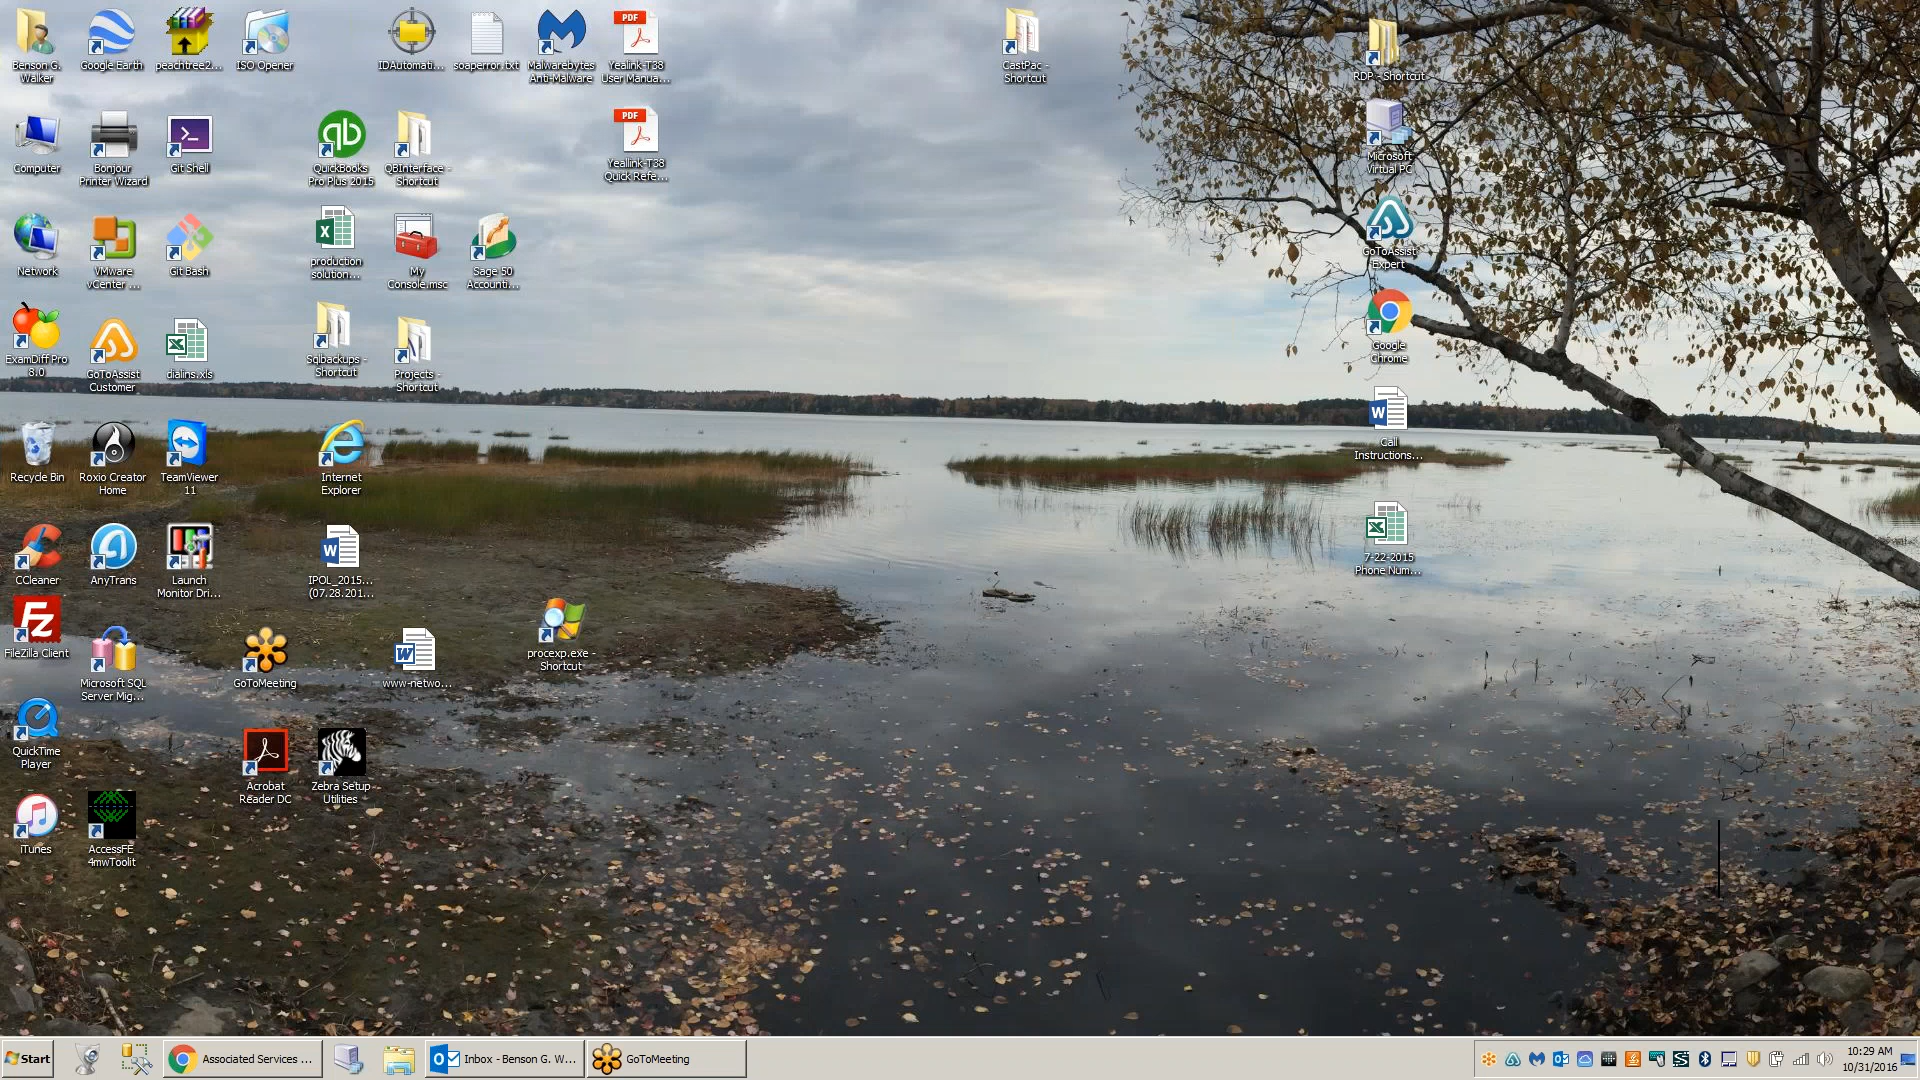 Benson G.
Walker
Google Earth
peachtree2...
ISO Opener
IDAutomati...
soaperror.txt
Malwarebytes
Anti-Malware
PDF
Yealink-T38
User Manua...
CastPac -
Shortcut
RDP - Shortcut
Computer
Bonjour
Printer Wizard
Git Shell
QuickBooks
Pro Plus 2015
QBInterface -
Shortcut
PDF
Yeallink-T38
Quick Refe...
Microsoft
Virtual PC
Network
VMware
vCenter ...
Git Bash
production
solution...
My
Console.msc
Sage 50
Accounti...
GoToAssist
Expert
ExamDiff Pro
8.0
GoToAssist
Customer
dialins.xls
Sqlbackups -
Shortcut
Projects -
Shortcut
Google
Chrome
Recycle Bin
Roxio Creator
Home
TeamViewer
11
Internet
Explorer
Call
Instructions...
CCleaner
AnyTrans
Launch
Monitor Dri...
IPOL_2015...
(07.28.201...
7-22-2015
Phone Num...
FileZilla Client
Microsoft SQL
Server Mig...
GoToMeeting
www-netwo...
procexp.exe -
Shortcut
QuickTime
Player
Acrobat
Reader DC
Zebra Setup
Utilities
iTunes
AccessFE
4mwToolit
Start
Associated Services ...
Inbox - Benson G. W...
GoToMeeting
10:29 AM
10/31/2016